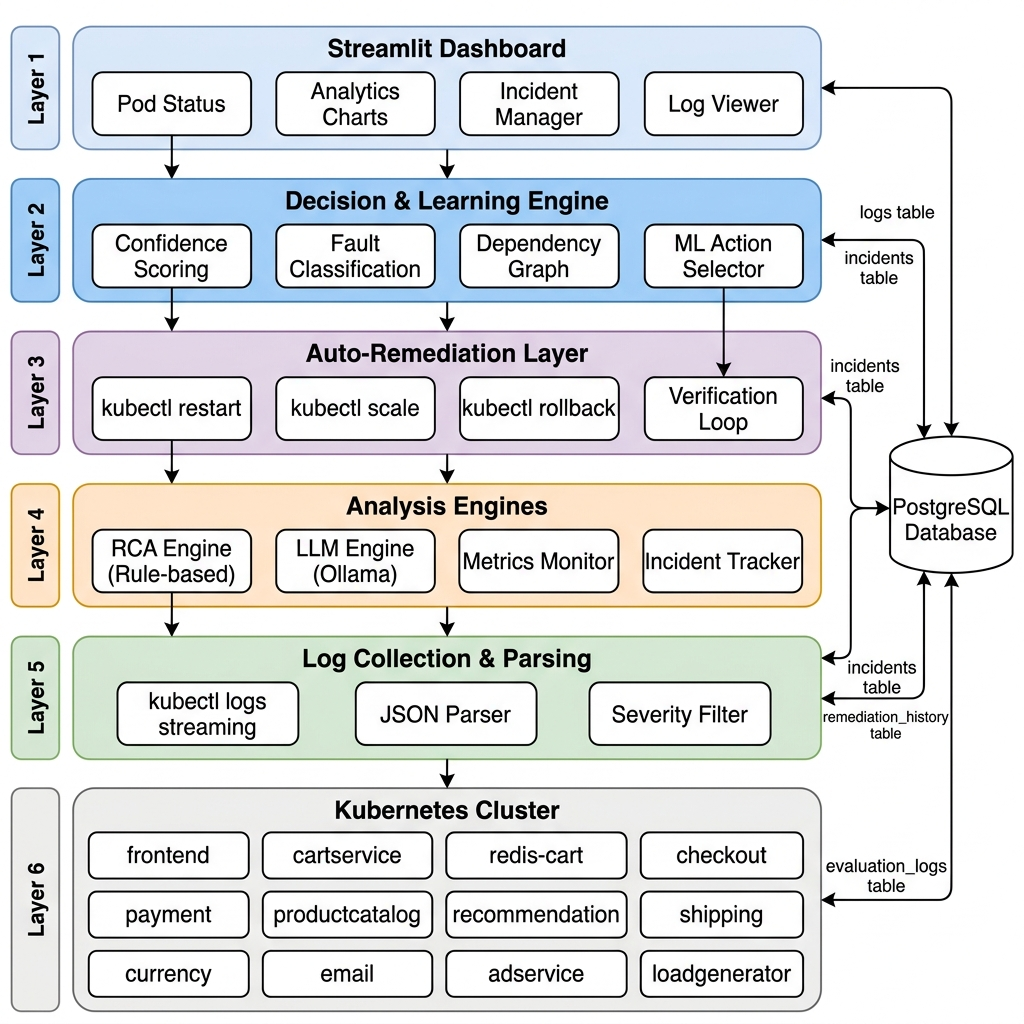 Layer 1
Streamlit Dashboard
Pod Status
Analytics
Charts
Incident
Manager
Log Viewer
Layer 2
Decision & Learning Engine
Confidence
Scoring
Fault
Classification
Dependency
Graph
ML Action
Selector
logs table
incidents
table
Layer 3
Auto-Remediation Layer
kubectl restart
kubectl scale
kubectl rollback
Verification
Loop
incidents
table
PostgreSQL
Database
Layer 4
Analysis Engines
RCA Engine
(Rule-based)
LLM Engine
(Ollama)
Metrics Monitor
Incident Tracker
Layer 5
Log Collection & Parsing
kubectl logs
streaming
JSON Parser
Severity Filter
incidents
table
remediation_history
table
Layer 6
Kubernetes Cluster
frontend
cartservice
redis-cart
checkout
payment
productcatalog
recommendation
shipping
currency
email
adservice
loadgenerator
evaluation_logs
table